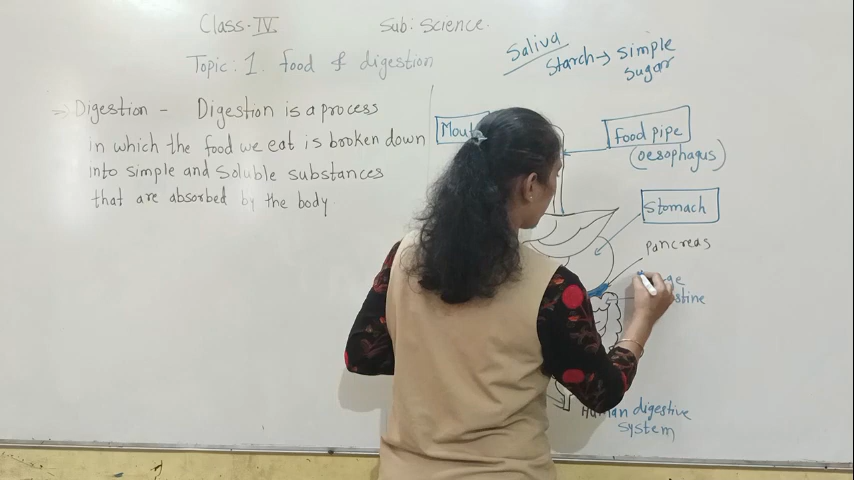 Class-IV Sub: Science.
Topic: 1. food & digestion
⇒ Digestion - Digestion is a process
in which the food we eat is broken down
into simple and soluble substances
that are absorbed by the body
Saliva
Starch → simple
sugar
Food pipe
(oesophagus)
Stomach
Pancreas
Human digestive
system